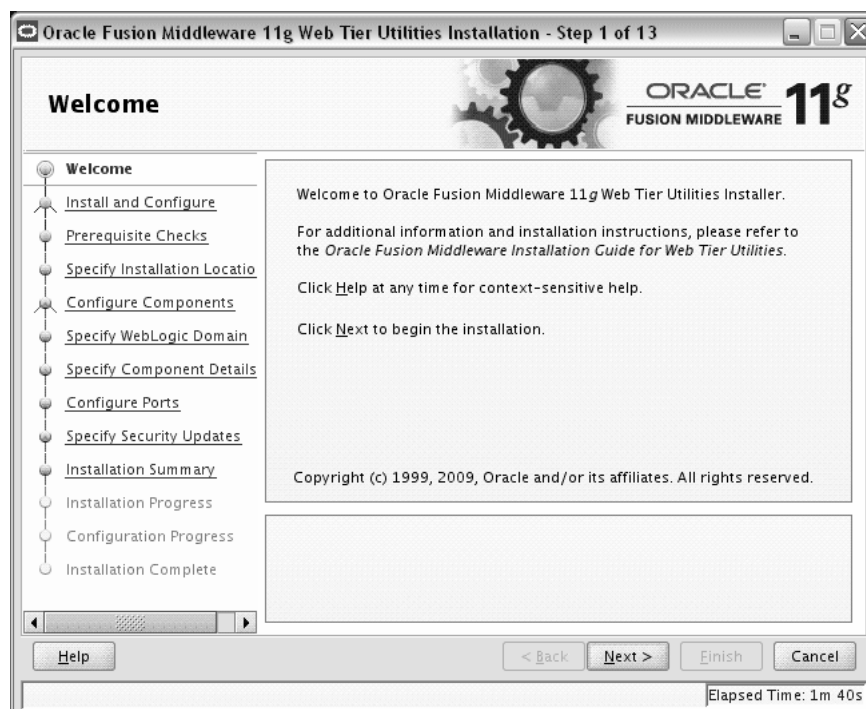 Oracle Fusion Middleware 11g Web Tier Utilities Installation - Step 1 of 13
Welcome
ORACLE
FUSION MIDDLEWARE
11g
Welcome
Install and Configure
Prerequisite Checks
Specify Installation Locatio
Configure Components
Specify WebLogic Domain
Specify Component Details
Configure Ports
Specify Security Updates
Installation Summary
Installation Progress
Configuration Progress
Installation Complete
Welcome to Oracle Fusion Middleware 11g Web Tier Utilities Installer.
For additional information and installation instructions, please refer to
the Oracle Fusion Middleware Installation Guide for Web Tier Utilities.
Click Help at any time for context-sensitive help.
Click Next to begin the installation.
Copyright (c) 1999, 2009, Oracle and/or its affiliates. All rights reserved.
Help
< Back
Next >
Finish
Cancel
Elapsed Time: 1m 40s